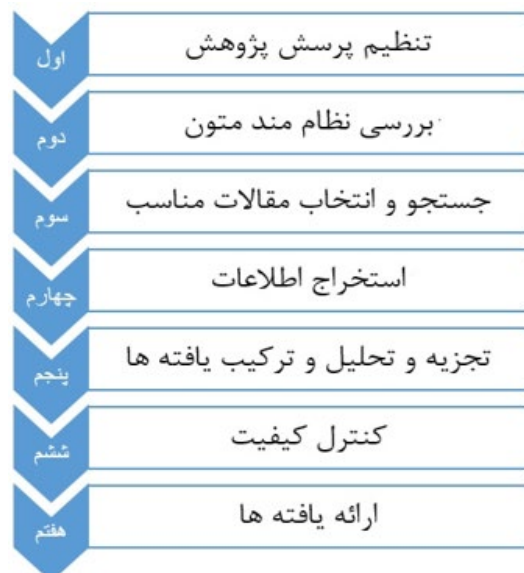 اول
تنظیم پرسش پژوهش
دوم
بررسی نظام مند متون
سوم
جستجو و انتخاب مقالات مناسب
چهارم
استخراج اطلاعات
پنجم
تجزیه و تحلیل و ترکیب یافته ها
ششم
کنترل کیفیت
هفتم
ارائه یافته ها